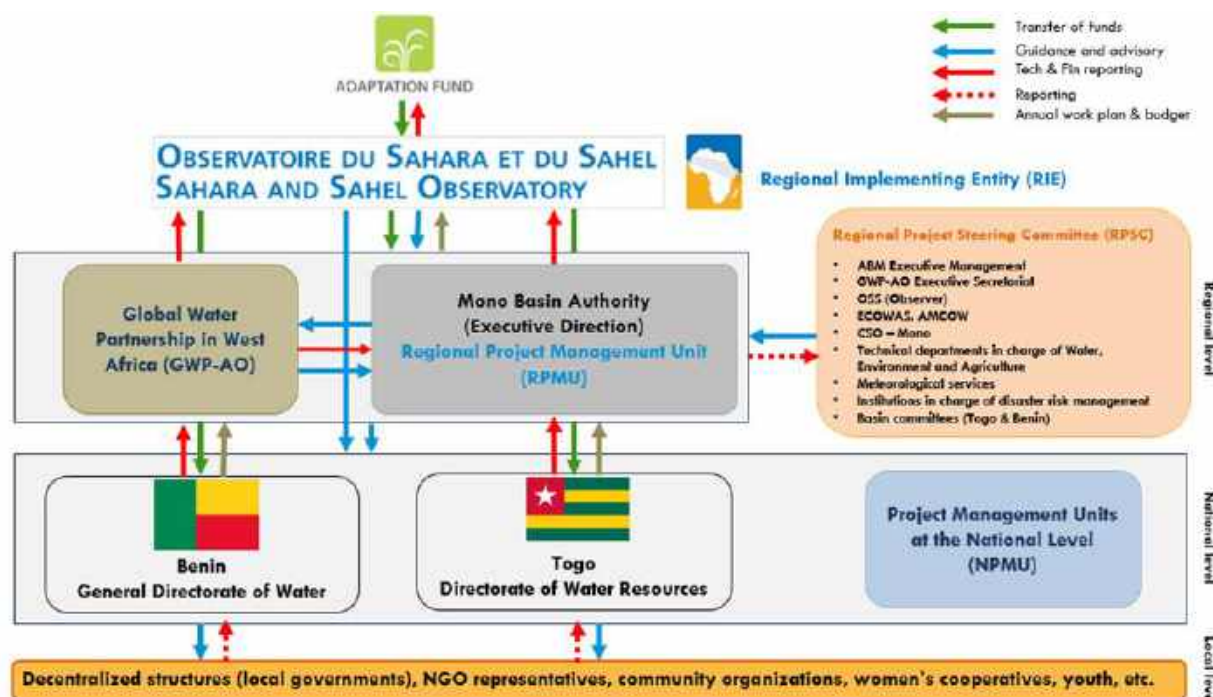 Transfer of funds
Guidance and advisory
Tech & Fin reporting
Reporting
Annual work plan & budget
ADAPTATION FUND
OBSERVATOIRE DU SAHARA ET DU SAHEL
SAHARA AND SAHEL OBSERVATORY
Regional Implementing Entity (RIE)
Regional Project Steering Committee (RPSC)
• ABM Executive Management
• GWP-AO Executive Secretariat
• OSS (Observer)
• ECOWAS, AMCOW
• CSO – Mono
• Technical departments in charge of Water,
Environment and Agriculture
• Meteorological services
• Institutions in charge of disaster risk management
• Basin committees (Togo & Benin)
Regional level
Global Water
Partnership in West
Africa (GWP-AO)
Mono Basin Authority
(Executive Direction)
Regional Project Management Unit
(RPMU)
Benin
General Directorate of Water
Togo
Directorate of Water Resources
Project Management Units
at the National Level
(NPMU)
National level
Decentralized structures (local governments), NGO representatives, community organizations, women's cooperatives, youth, etc.
Local level